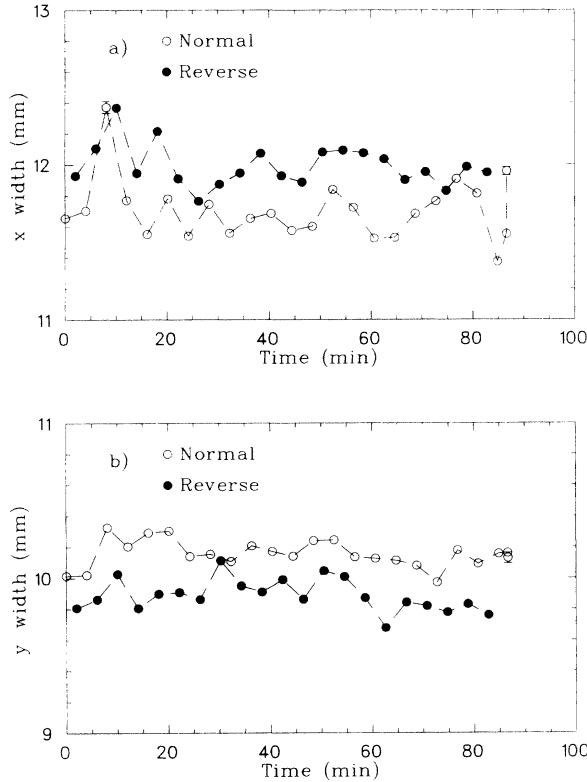 13
a)
Normal
Reverse
12
x width (mm)
11
0 20 40 60 80 100
Time (min)
11
b)
Normal
Reverse
10
y width (mm)
9
0 20 40 60 80 100
Time (min)